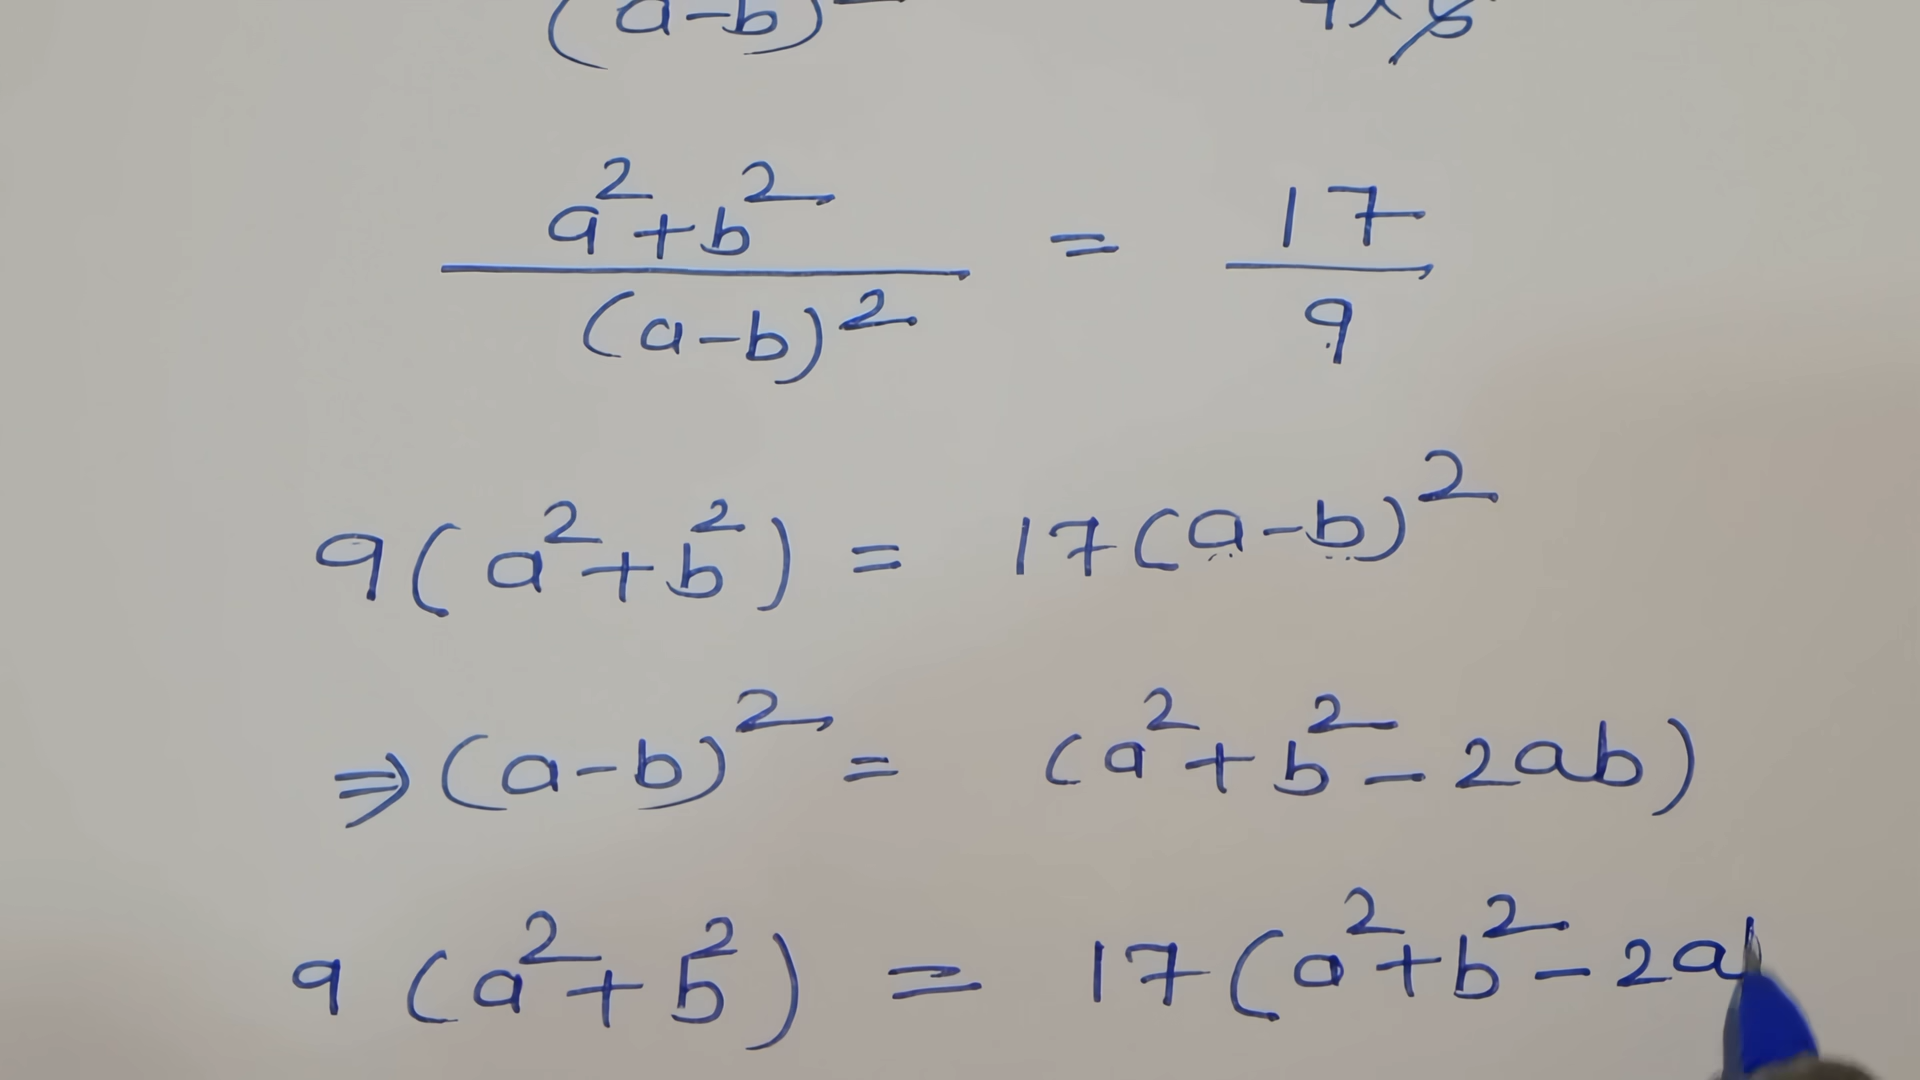 (a-b)
a²+b² / (a-b)² = 17 / 9
9(a²+b²) = 17(a-b)²
⇒(a-b)² = (a²+b²-2ab)
9(a²+b²) = 17(a²+b²-2a